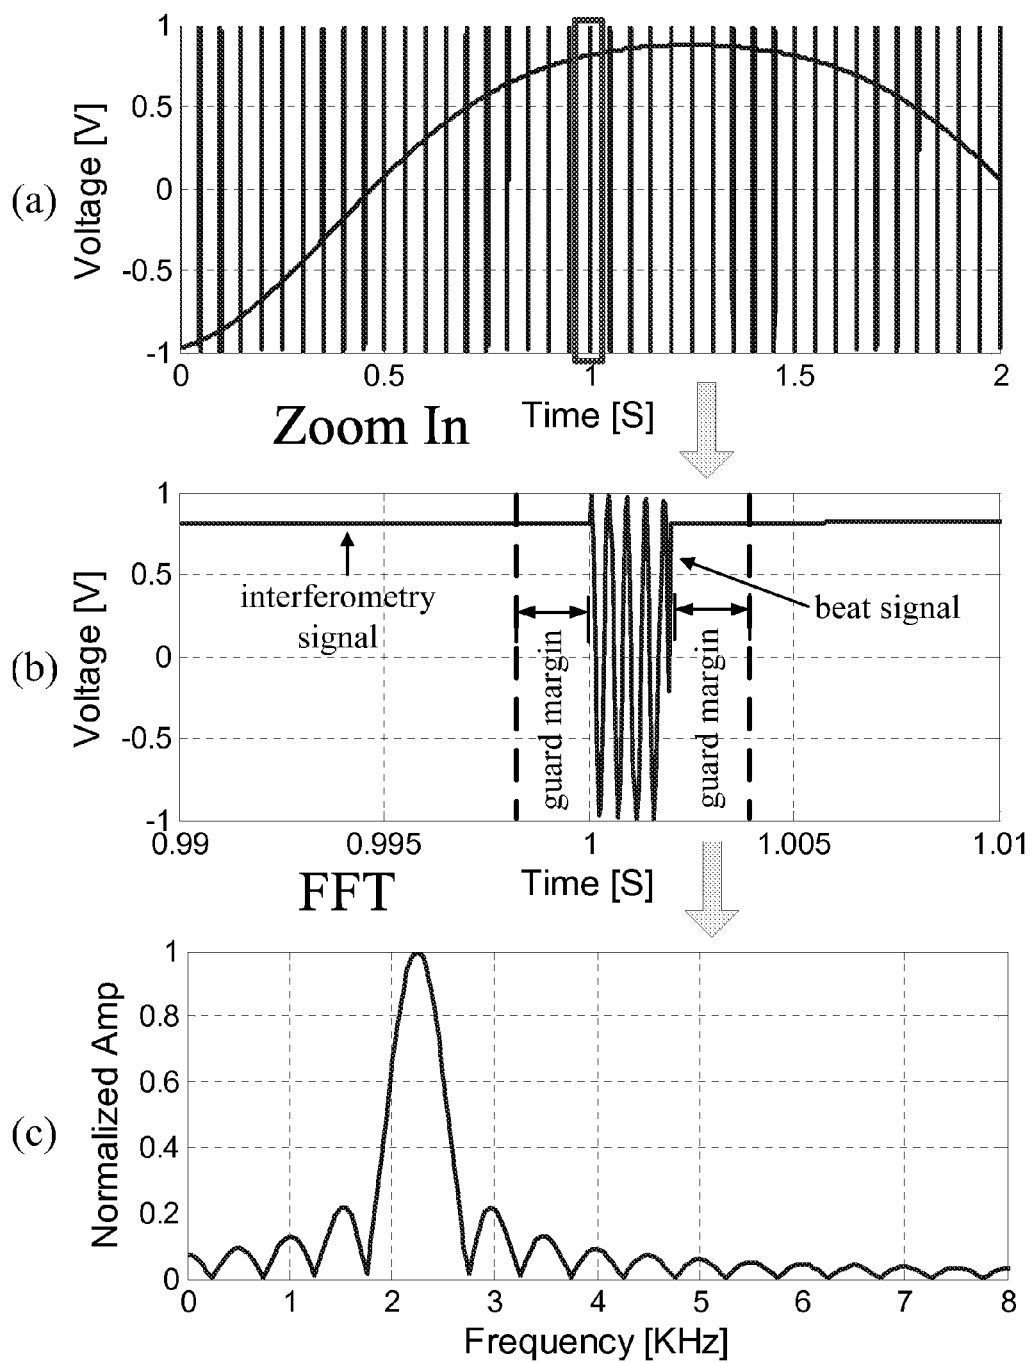 (a)
Voltage [V]
1
0.5
0
-0.5
-1
0 0.5 1 1.5 2
Time [S]
Zoom In
(b)
Voltage [V]
1
0.5
0
-0.5
-1
interferometry
signal
guard margin
guard margin
beat signal
0.99 0.995 1 1.005 1.01
Time [S]
FFT
(c)
Normalized Amp
1
0.8
0.6
0.4
0.2
0
0 1 2 3 4 5 6 7 8
Frequency [KHz]